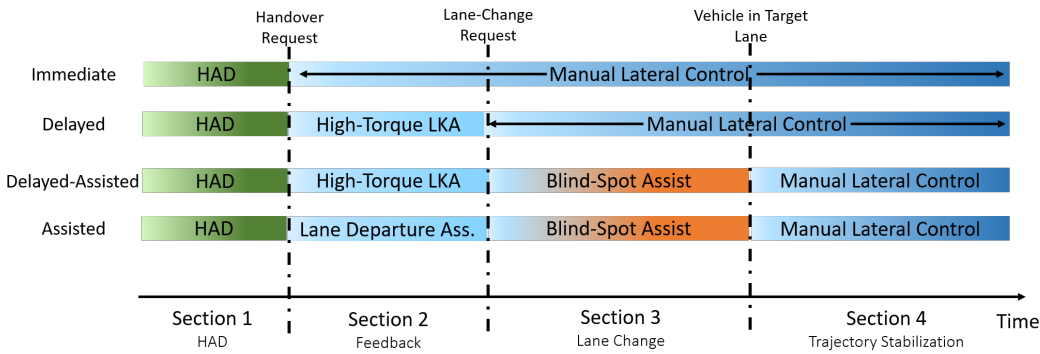 Handover
Request
Lane-Change
Request
Vehicle in Target
Lane
Immediate
HAD
Manual Lateral Control
Delayed
HAD
High-Torque LKA
Manual Lateral Control
Delayed-Assisted
HAD
High-Torque LKA
Blind-Spot Assist
Manual Lateral Control
Assisted
HAD
Lane Departure Ass.
Blind-Spot Assist
Manual Lateral Control
Section 1
HAD
Section 2
Feedback
Section 3
Lane Change
Section 4
Trajectory Stabilization
Time